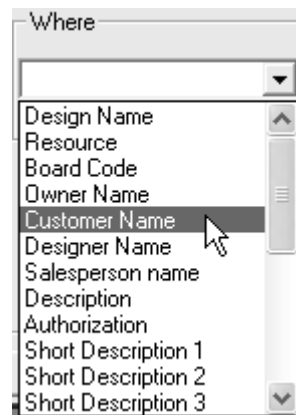 Where
Design Name
Resource
Board Code
Owner Name
Customer Name
Designer Name
Salesperson name
Description
Authorization
Short Description 1
Short Description 2
Short Description 3